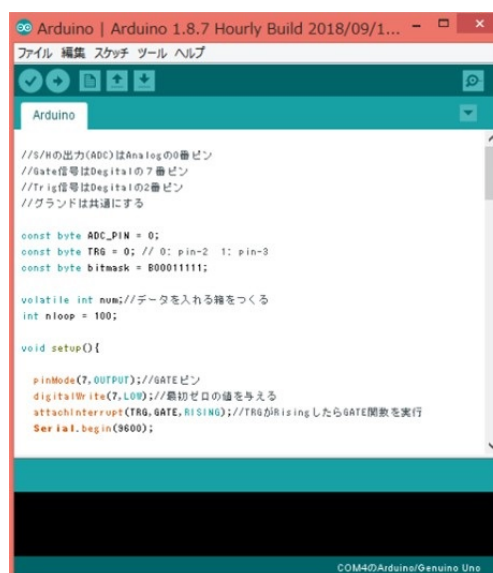 Arduino | Arduino 1.8.7 Hourly Build 2018/09/1...
ファイル 編集 スケッチ ツール ヘルプ
Arduino
//S/Hの出力(ADC)はAnalogの0番ピン
//Gate信号はDegitalの7番ピン
//Trig信号はDegitalの2番ピン
//グランドは共通にする
const byte ADC_PIN = 0;
const byte TRG = 0; // 0: pin-2 1: pin-3
const byte bitmask = B00011111;
volatile int num;//データを入れる箱をつくる
int nloop = 100;
void setup(){
pinMode(7,OUTPUT);//GATEピン
digitalWrite(7,LOW);//最初ゼロの値を与える
attachInterrupt(TRG,GATE,RISING);//TRGがRisingしたらGATE関数を実行
Serial.begin(9600);
COM4のArduino/Genuino Uno